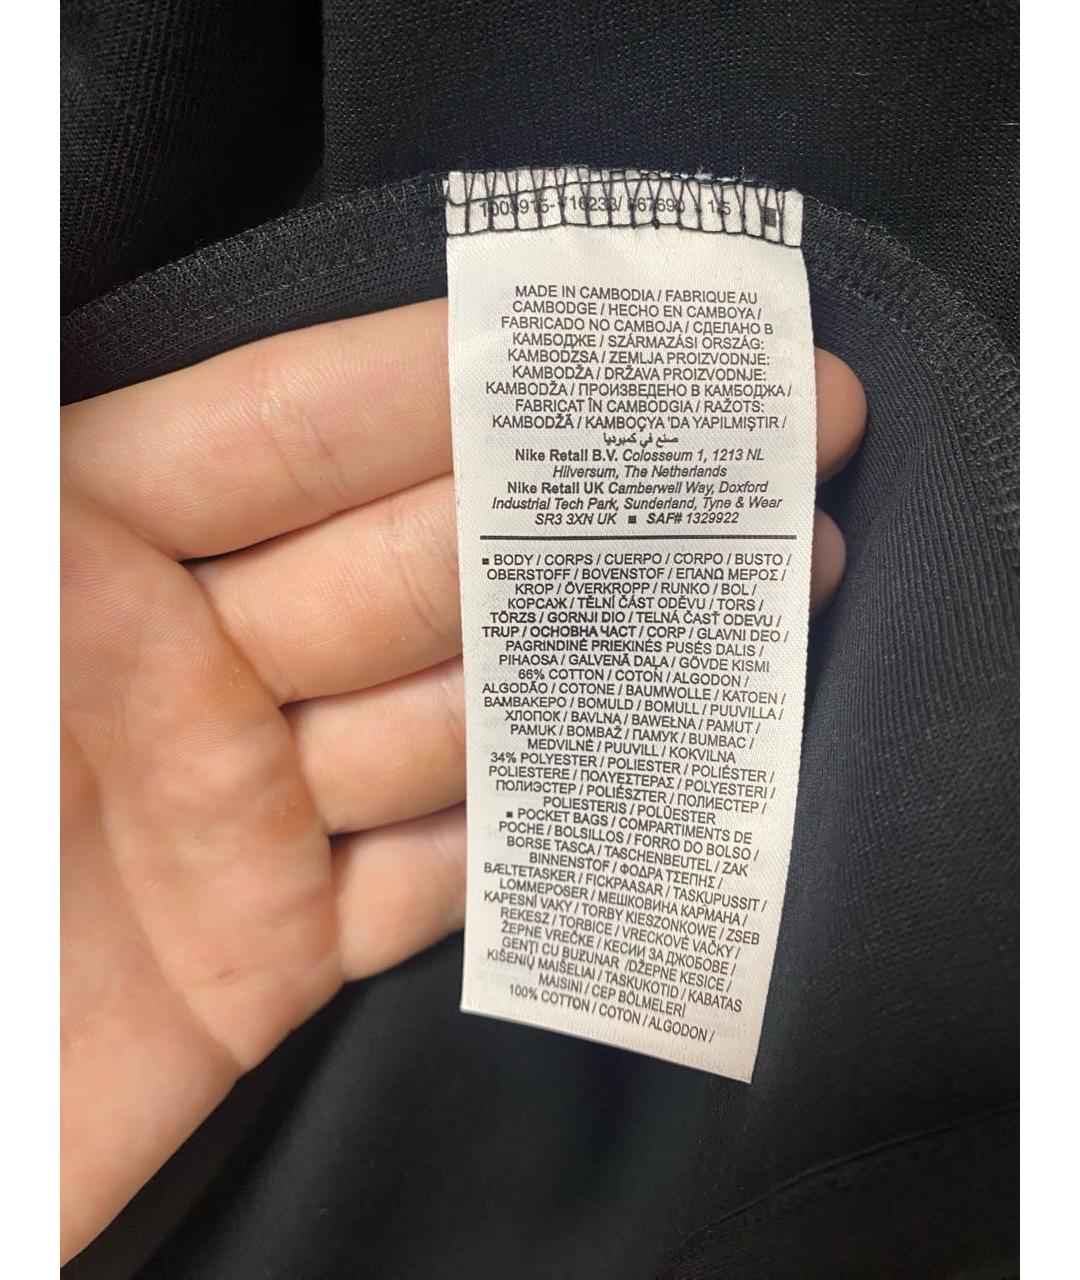 MADE IN CAMBODIA / FABRIQUE AU
CAMBODGE / HECHO EN CAMBOYA /
FABRICADO NO CAMBOJA / СДЕЛАНО В
КАМБОДЖЕ / SZÁRMAZÁSI ORSZÁG:
KAMBODZSA / ZEMLJA PROIZVODNJE:
KAMBODŽA / DRŽAVA PROIZVODNJE:
KAMBODŽA / ПРОИЗВЕДЕНО В КАМБОДЖА /
FABRICAT ÎN CAMBODGIA / RAŽOTS:
KAMBODŽĀ / KAMBOÇYA 'DA YAPILMIŞTIR /
صنع في كمبوديا
Nike Retail B.V. Colosseum 1, 1213 NL
Hilversum, The Netherlands
Nike Retail UK Camberwell Way, Doxford
Industrial Tech Park, Sunderland, Tyne & Wear
SR3 3XN UK ■ SAF# 1329922
■ BODY / CORPS / CUERPO / CORPO / BUSTO /
OBERSTOFF / BOVENSTOF / ΕΠΑΝΩ ΜΕΡΟΣ /
KROP / ÖVERKROPP / RUNKO / BOL /
КОРСАЖ / TĚLNÍ ČÁST ODĚVU / TORS /
TÖRZS / GORNJI DIO / TELNÁ ČASŤ ODEVU /
TRUP / ОСНОВНА ЧАСТ / CORP / GLAVNI DEO /
PAGRINDINĖ PRIEKINĖS PUSĖS DALIS /
PIHAOSA / GALVENĀ DAĻA / GÖVDE KISMI
66% COTTON / COTON / ALGODON /
ALGODÃO / COTONE / BAUMWOLLE / KATOEN /
ΒΑΜΒΑΚΕΡΟ / BOMULD / BOMULL / PUUVILLA /
ХЛОПОК / BAVLNA / BAWEŁNA / PAMUT /
PAMUK / BOMBAŽ / ПАМУК / BUMBAC /
MEDVILNĖ / PUUVILL / KOKVILNA
34% POLYESTER / POLIESTER / POLIÉSTER /
POLIESTERE / ΠΟΛΥΕΣΤΕΡΑΣ / POLYESTERI /
ПОЛИЭСТЕР / POLIÉSZTER / ПОЛИЕСТЕР /
POLIESTERIS / POLÜESTER
■ POCKET BAGS / COMPARTIMENTS DE
POCHE / BOLSILLOS / FORRO DO BOLSO /
BORSE TASCA / TASCHENBEUTEL / ZAK
BINNENSTOF / ΦΟΔΡΑ ΤΣΕΠΗΣ /
BÆLTETASKER / FICKPAASAR / TASKUPUSSIT /
LOMMEPOSER / МЕШКОВИНА КАРМАНА /
KAPESNÍ VAKY / TORBY KIESZONKOWE / ZSEB
REKESZ / TORBICE / VRECKOVÉ VAČKY /
ŽEPNE VREČKE / КЕСИИ ЗА ДЖОБОВЕ /
GENŢI CU BUZUNAR /DŽEPNE KESICE /
KIŠENIŲ MAIŠELIAI / TASKUKOTID / KABATAS
MAISINI / CEP BÖLMELERİ
100% COTTON / COTON / ALGODON /